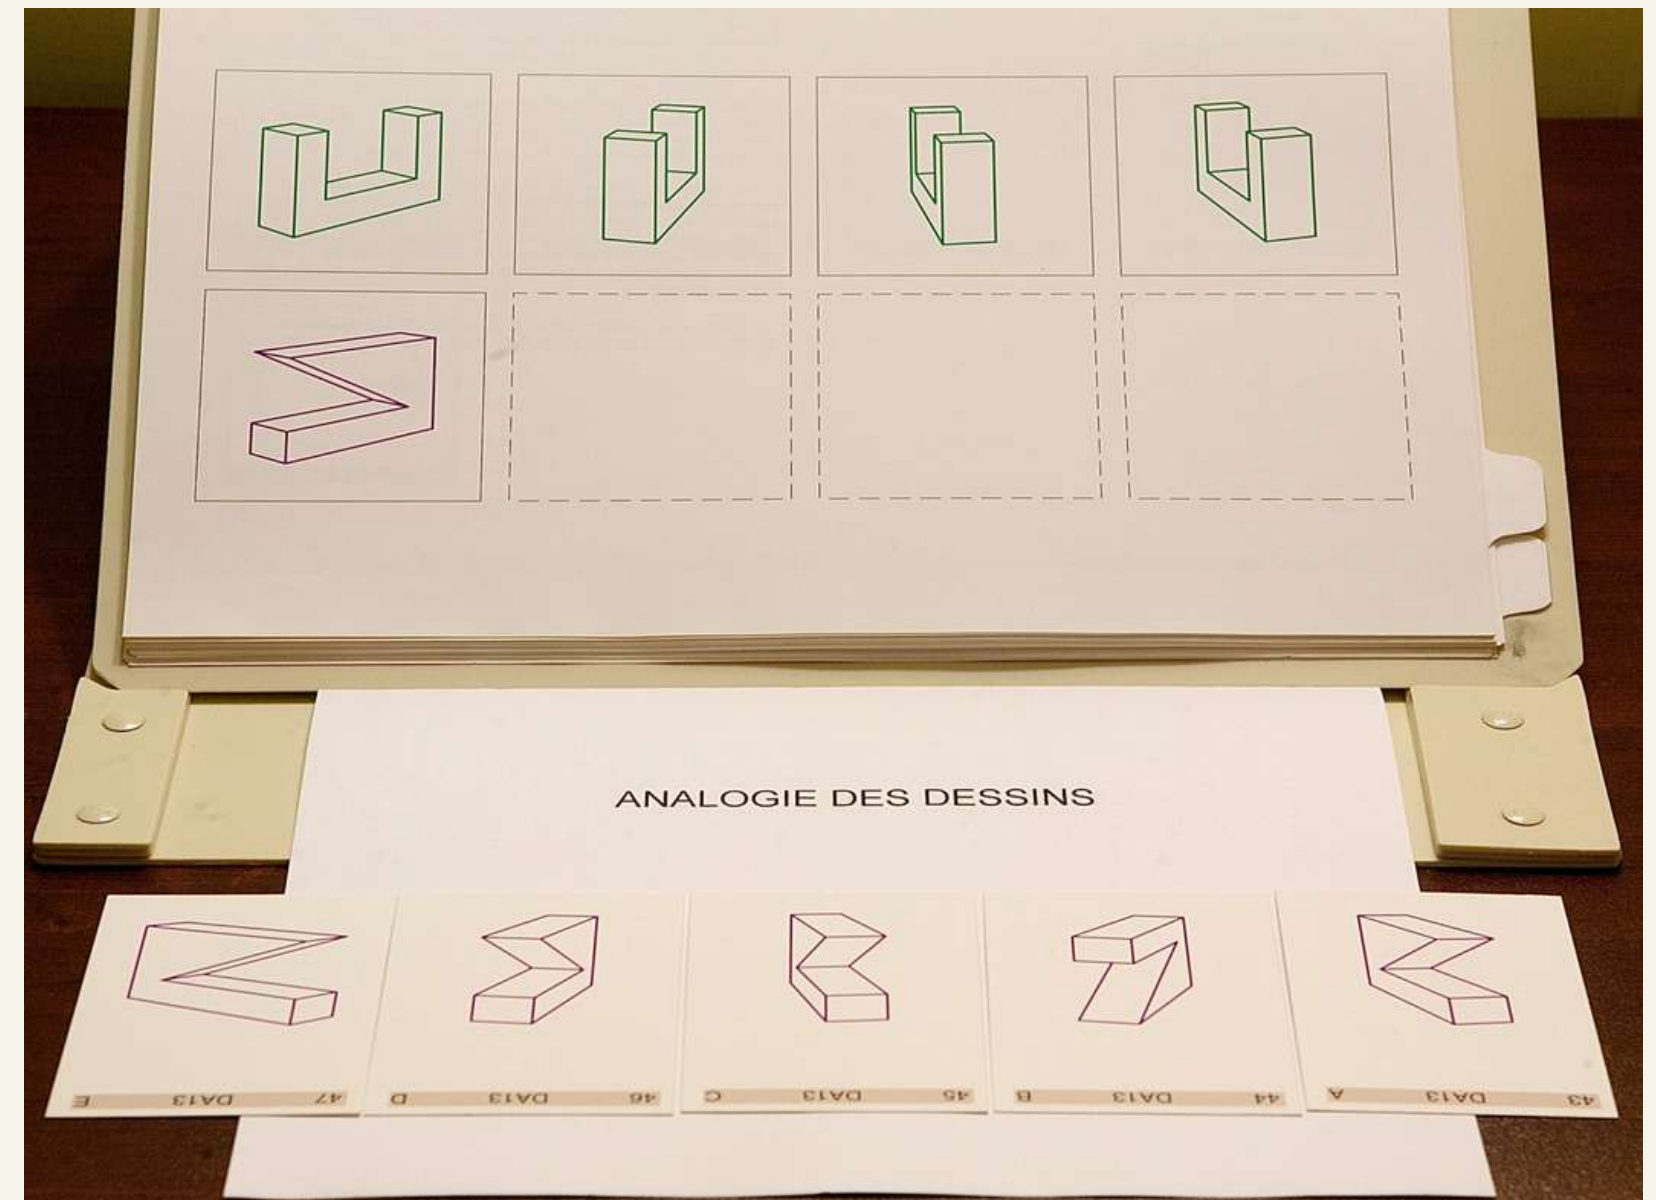 ANALOGIE DES DESSINS
E DA13 47
D DA13 46
C DA13 45
B DA13 44
A DA13 43